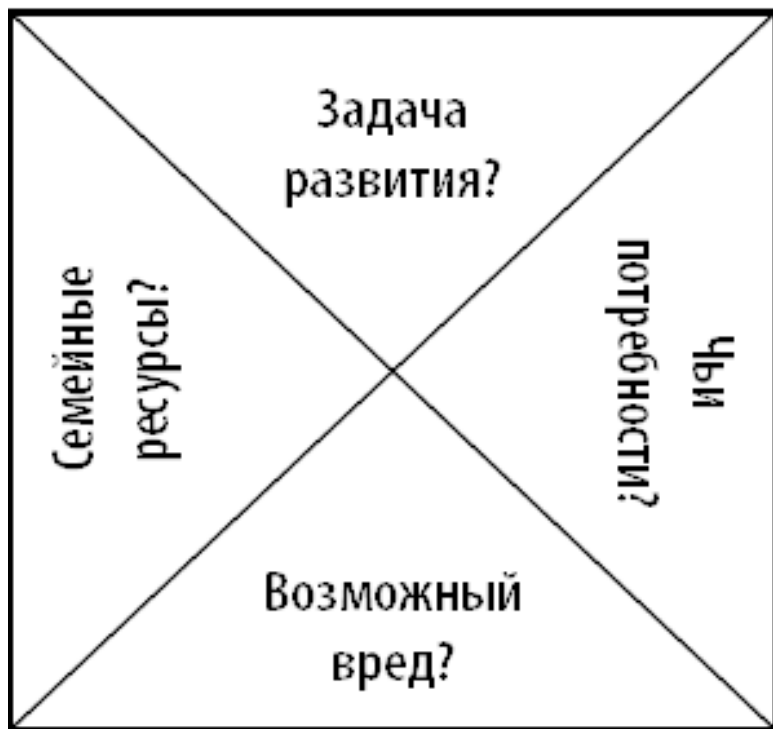 Задача
развития?
Семейные
ресурсы?
Чьи
потребности?
Возможный
вред?